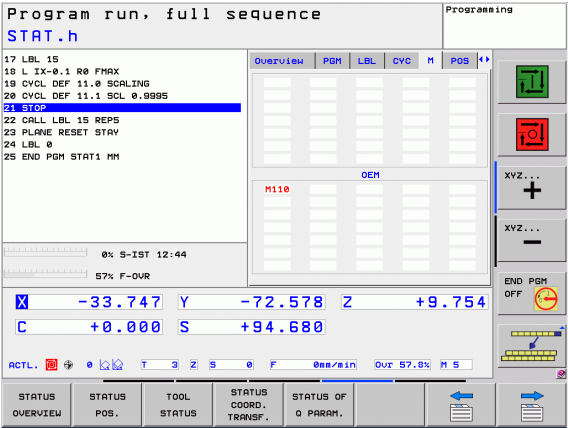 Program run, full sequence
Programming
STAT.h
17 LBL 15
18 L IX-0.1 R0 FMAX
19 CYCL DEF 11.0 SCALING
20 CYCL DEF 11.1 SCL 0.9995
21 STOP
22 CALL LBL 15 REP5
23 PLANE RESET STAY
24 LBL 0
25 END PGM STAT1 MM
Overview PGM LBL CYC M POS
OEM
M110
0% S-IST 12:44
57% F-OVR
XYZ...
+
XYZ...
-
END PGM
OFF
X -33.747 Y -72.578 Z +9.754
C +0.000 S +94.680
ACTL. 0 T 3 Z S 0 F 0mm/min Ovr 57.8% M 5
STATUS OVERVIEW
STATUS POS.
TOOL STATUS
STATUS COORD. TRANSF.
STATUS OF Q PARAM.